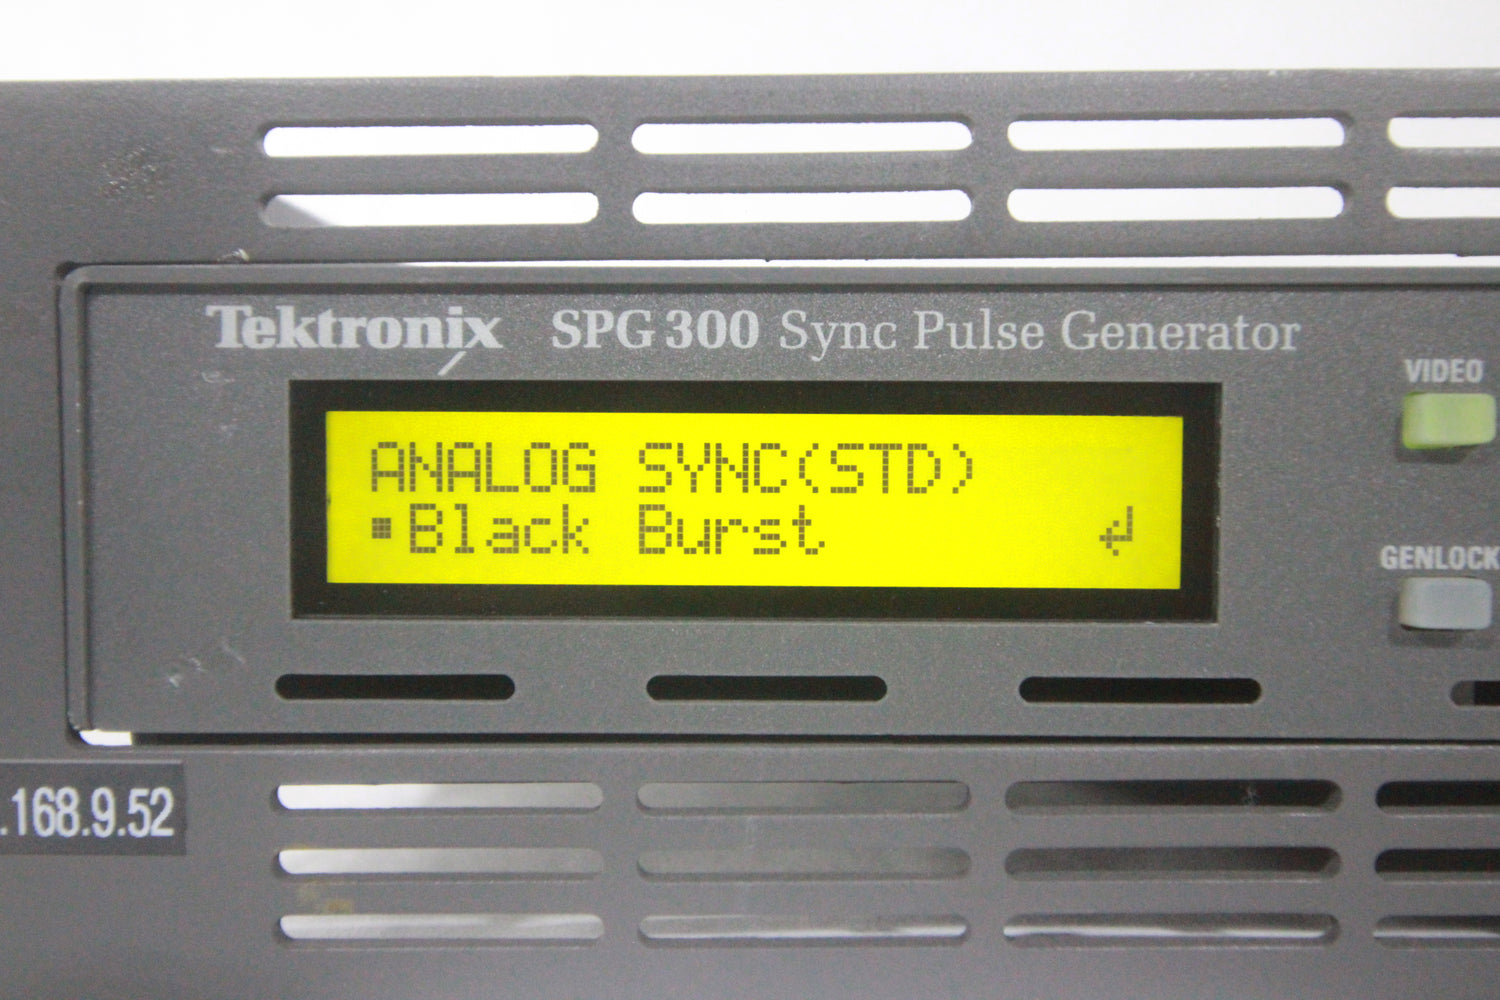 Tektronix SPG 300 Sync Pulse Generator
VIDEO
ANALOG SYNC(STD)
▪Black Burst ↲
GENLOCK
.168.9.52